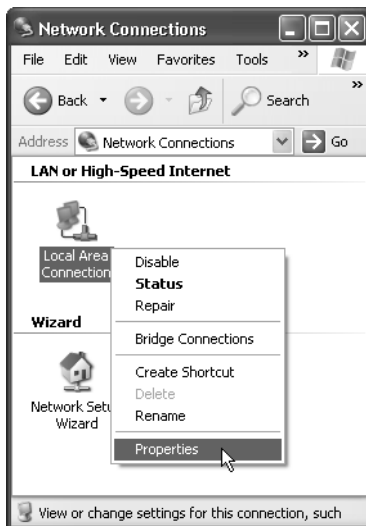 Network Connections
File Edit View Favorites Tools »
Back Search »
Address Network Connections Go
LAN or High-Speed Internet
Local Area
Connection
Disable
Status
Repair
Bridge Connections
Create Shortcut
Delete
Rename
Properties
Wizard
Network Setu
Wizard
View or change settings for this connection, such